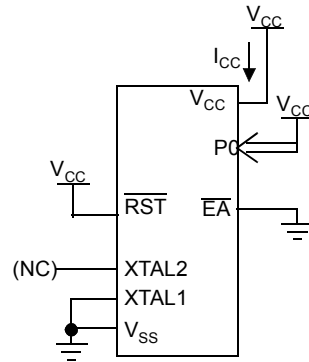 VCC
ICC
VCC
VCC
P0
VCC
RST
EA
(NC)
XTAL2
XTAL1
VSS